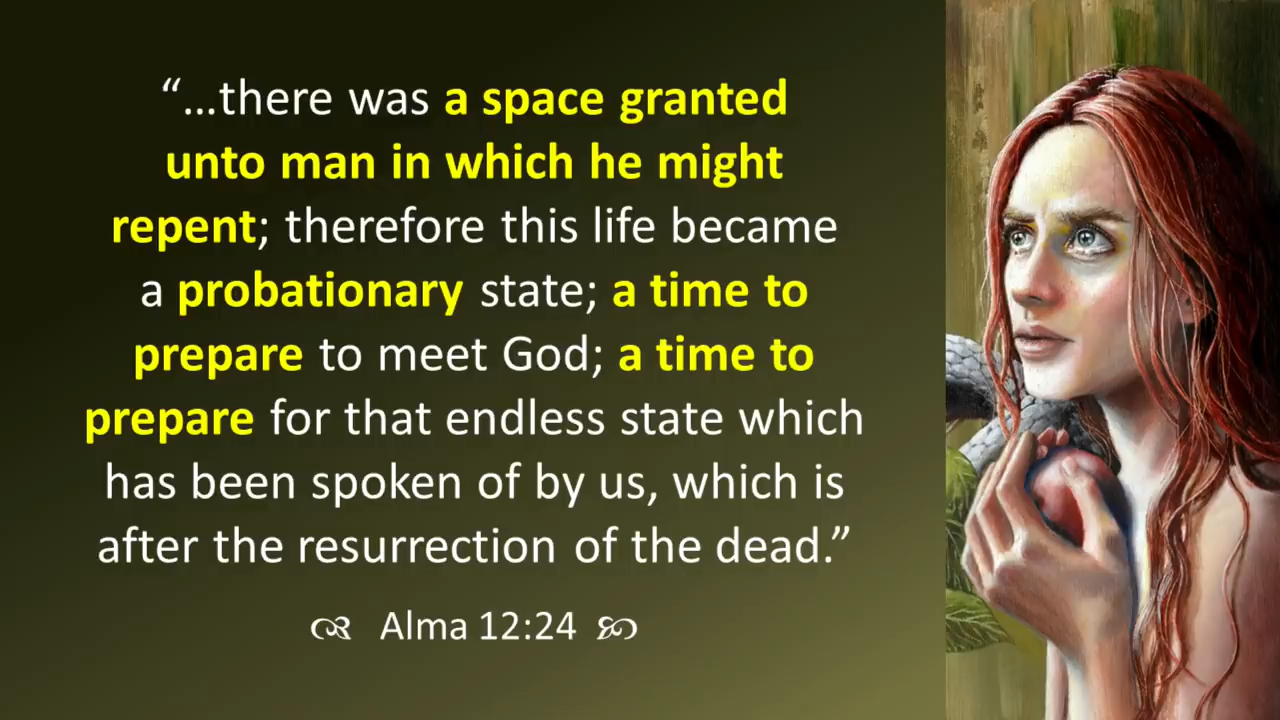 “…there was a space granted
unto man in which he might
repent; therefore this life became
a probationary state; a time to
prepare to meet God; a time to
prepare for that endless state which
has been spoken of by us, which is
after the resurrection of the dead.”
Alma 12:24